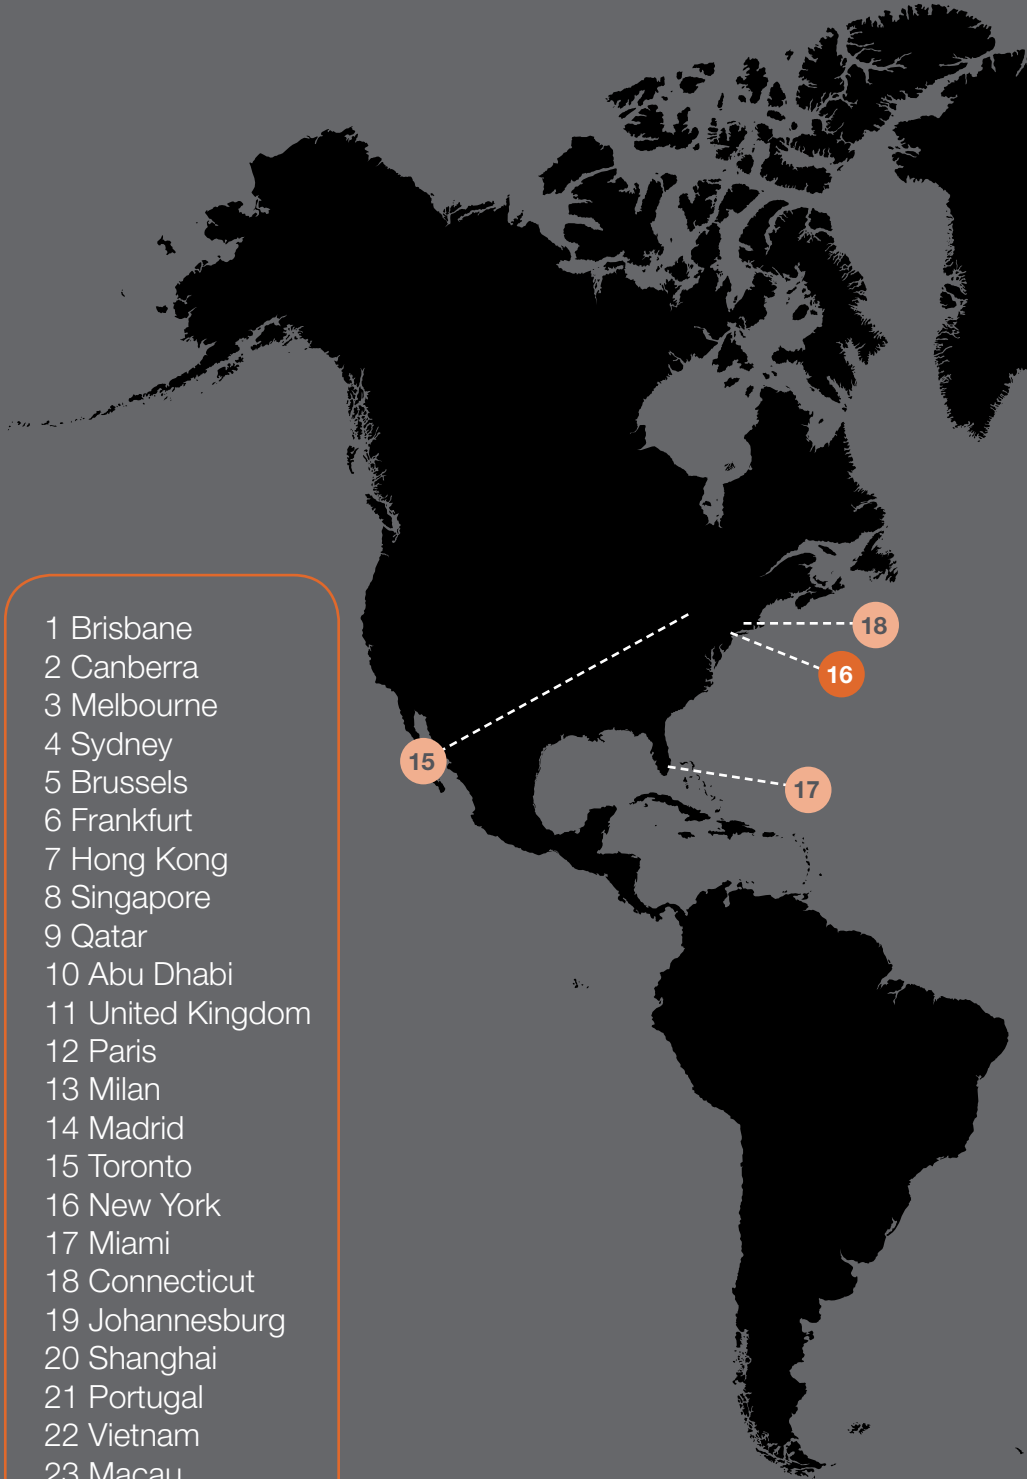 1 Brisbane
2 Canberra
3 Melbourne
4 Sydney
5 Brussels
6 Frankfurt
7 Hong Kong
8 Singapore
9 Qatar
10 Abu Dhabi
11 United Kingdom
12 Paris
13 Milan
14 Madrid
15 Toronto
16 New York
17 Miami
18 Connecticut
19 Johannesburg
20 Shanghai
21 Portugal
22 Vietnam
23 Macau
18
16
15
17